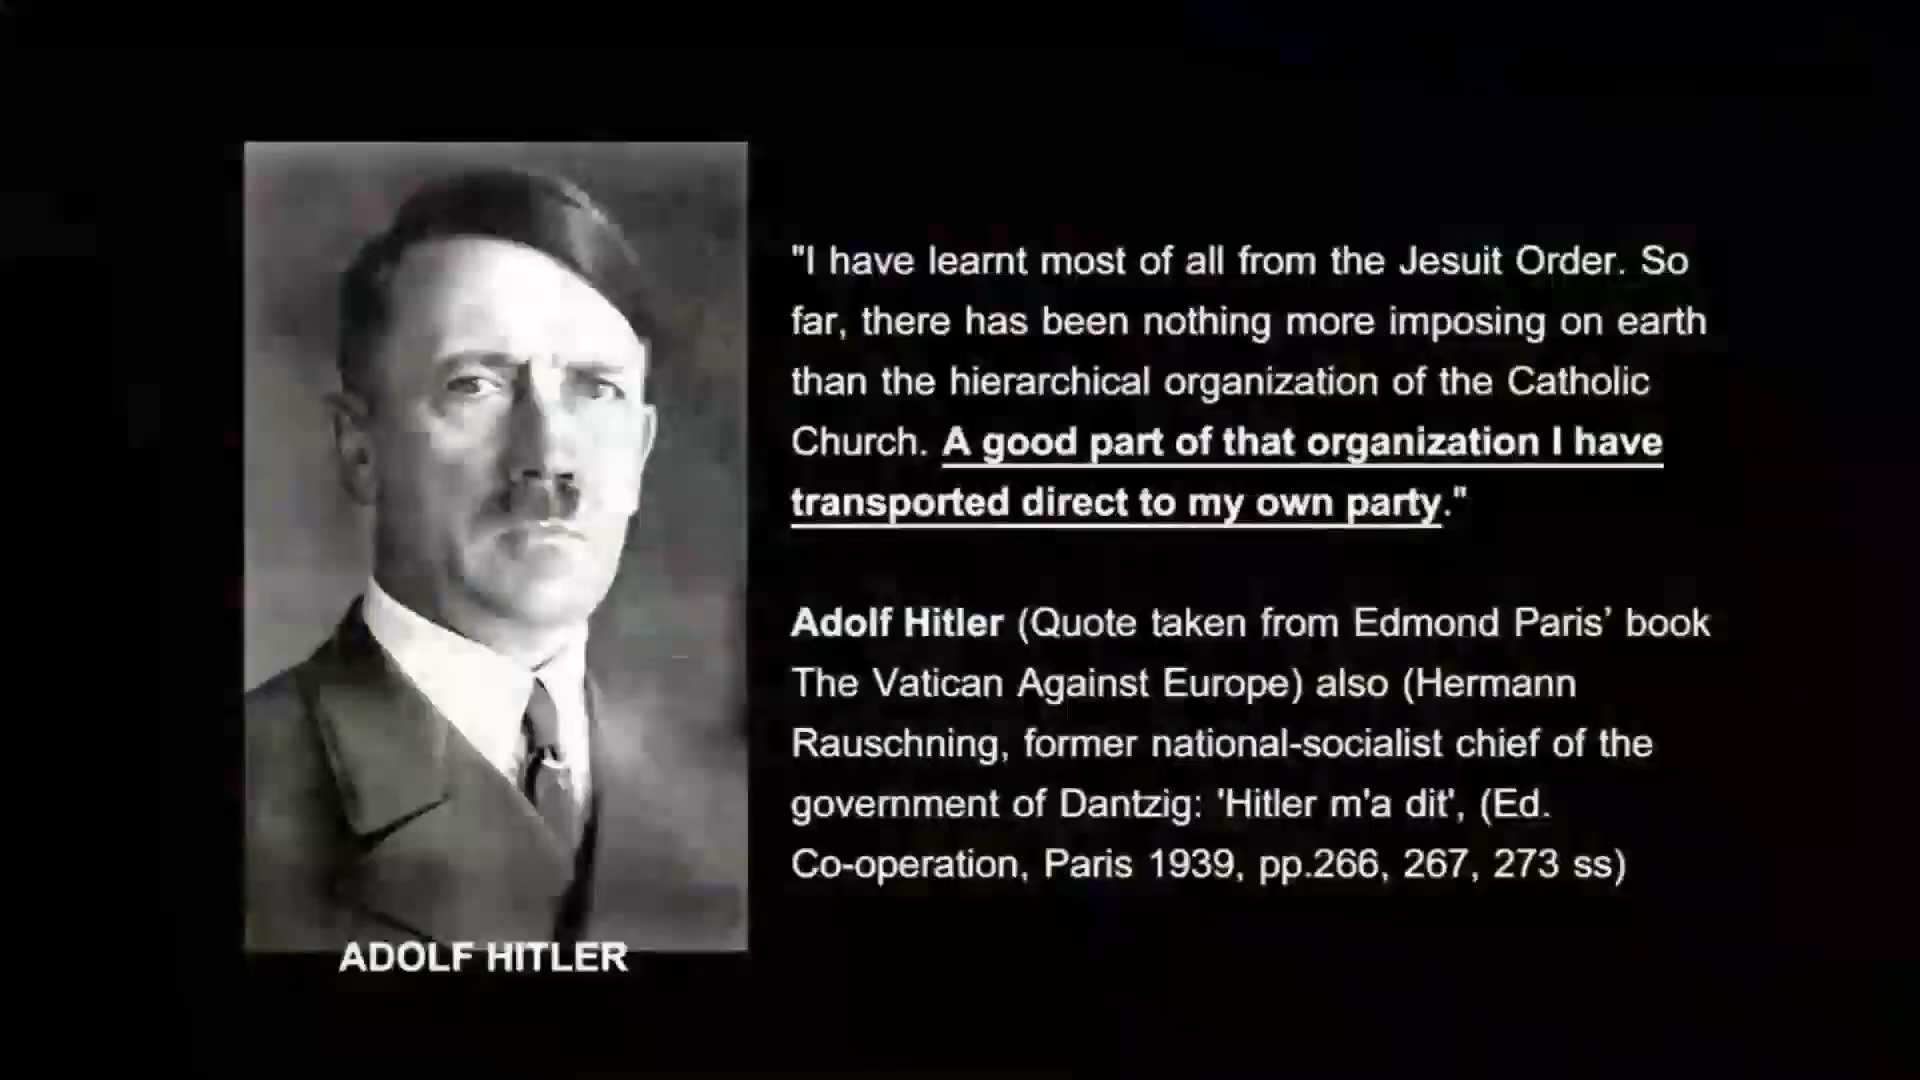 "I have learnt most of all from the Jesuit Order. So
far, there has been nothing more imposing on earth
than the hierarchical organization of the Catholic
Church. A good part of that organization I have
transported direct to my own party."
Adolf Hitler (Quote taken from Edmond Paris’ book
The Vatican Against Europe) also (Hermann
Rauschning, former national-socialist chief of the
government of Dantzig: 'Hitler m'a dit', (Ed.
Co-operation, Paris 1939, pp.266, 267, 273 ss)
ADOLF HITLER